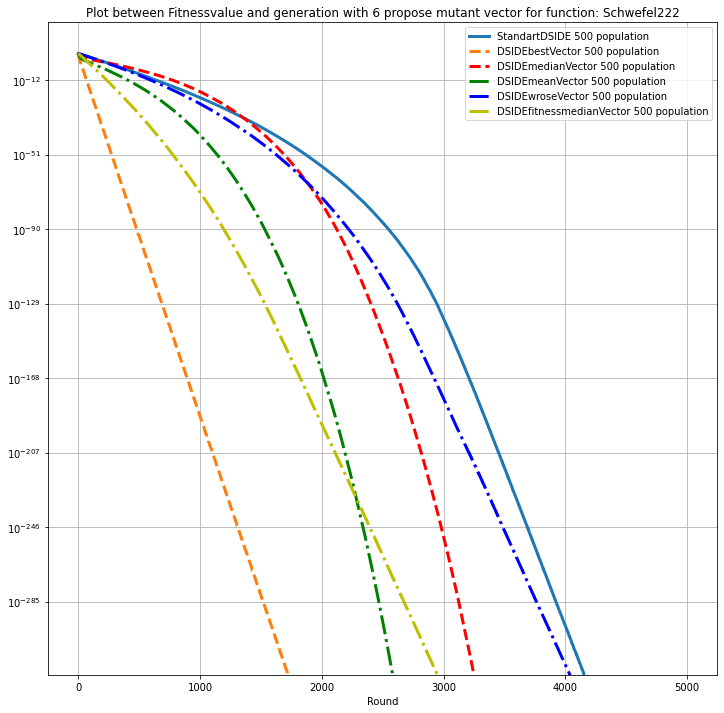 Plot between Fitnessvalue and generation with 6 propose mutant vector for function: Schwefel222
StandartDSIDE 500 population
DSIDEbestVector 500 population
DSIDEmedianVector 500 population
DSIDEmeanVector 500 population
DSIDEwroseVector 500 population
DSIDEfitnessmedianVector 500 population
10⁻¹²
10⁻⁵¹
10⁻⁹⁰
10⁻¹²⁹
10⁻¹⁶⁸
10⁻²⁰⁷
10⁻²⁴⁶
10⁻²⁸⁵
0 1000 2000 3000 4000 5000
Round